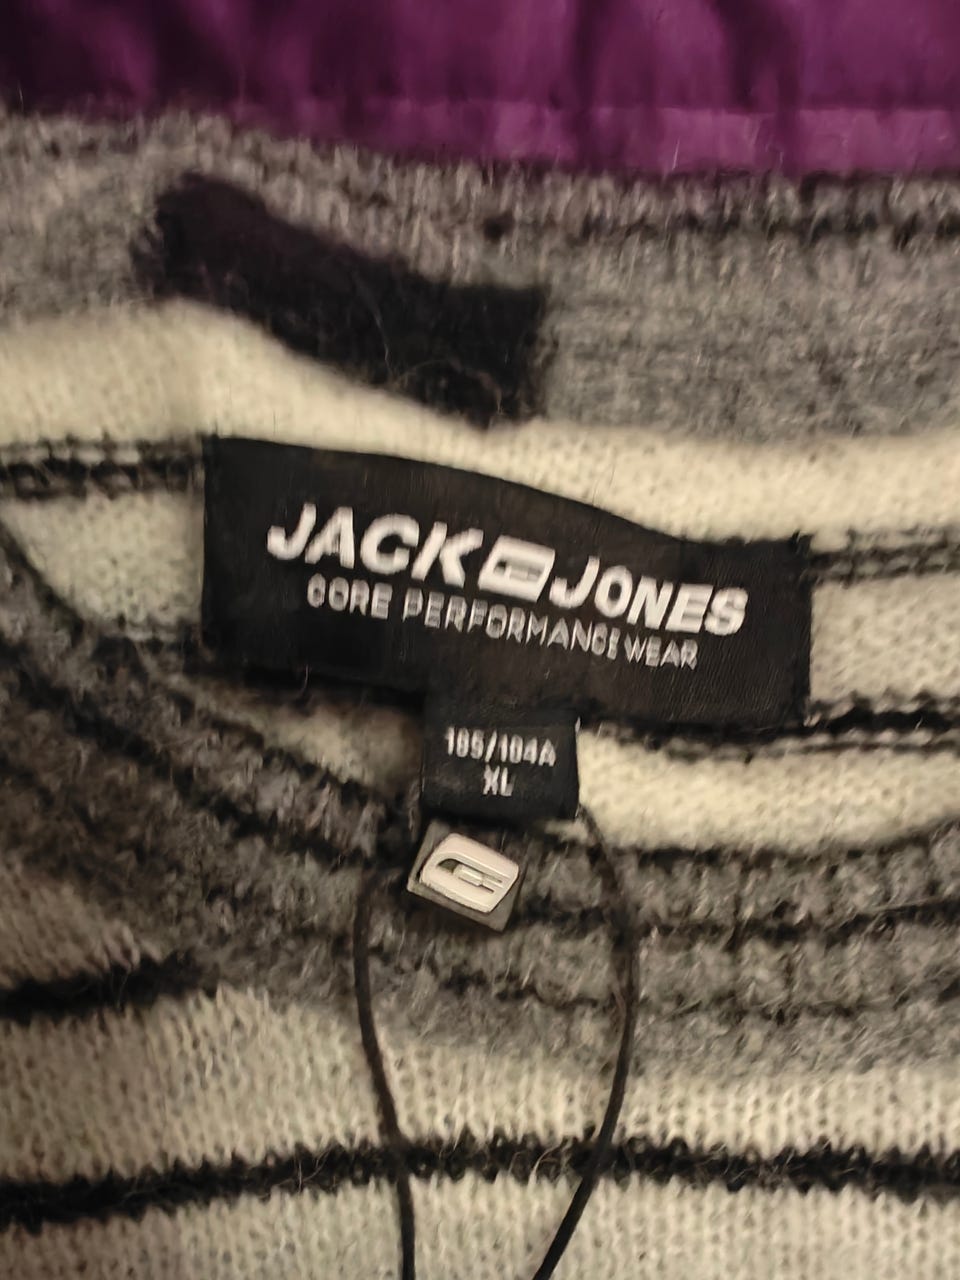 JACK JONES
CORE PERFORMANCE WEAR
185/104A
XL